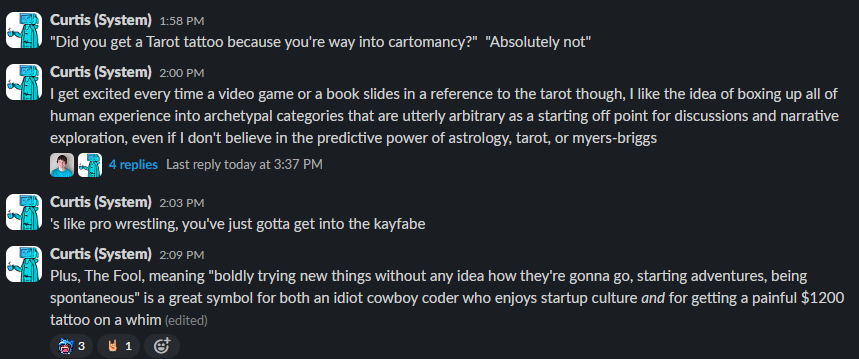 Curtis (System) 1:58 PM
"Did you get a Tarot tattoo because you're way into cartomancy?" "Absolutely not"
Curtis (System) 2:00 PM
I get excited every time a video game or a book slides in a reference to the tarot though, I like the idea of boxing up all of
human experience into archetypal categories that are utterly arbitrary as a starting off point for discussions and narrative
exploration, even if I don't believe in the predictive power of astrology, tarot, or myers-briggs
4 replies Last reply today at 3:37 PM
Curtis (System) 2:03 PM
's like pro wrestling, you've just gotta get into the kayfabe
Curtis (System) 2:09 PM
Plus, The Fool, meaning "boldly trying new things without any idea how they're gonna go, starting adventures, being
spontaneous" is a great symbol for both an idiot cowboy coder who enjoys startup culture and for getting a painful $1200
tattoo on a whim (edited)
3 1